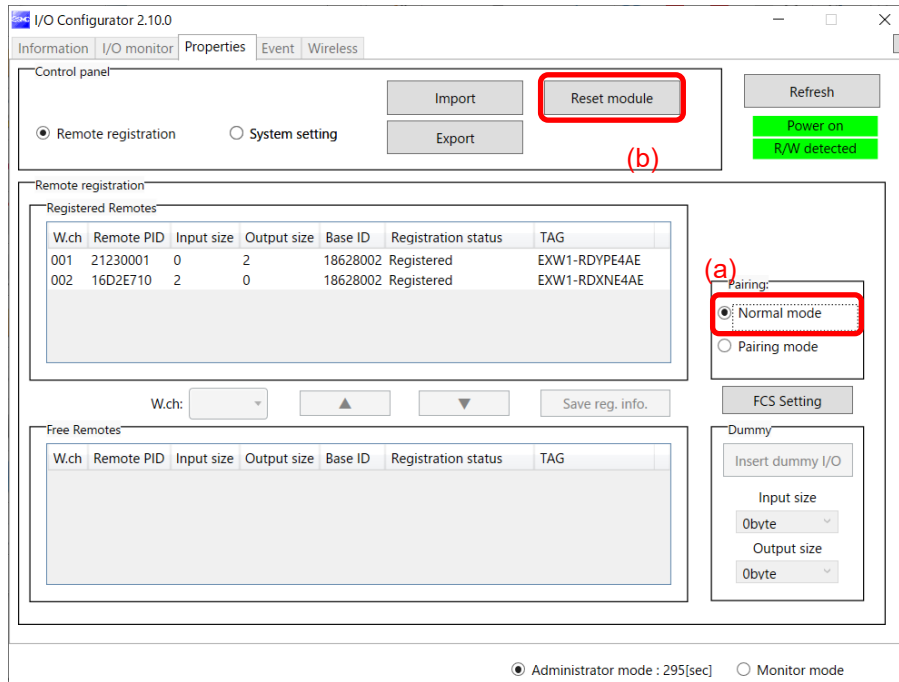 I/O Configurator 2.10.0
Information I/O monitor Properties Event Wireless
Control panel
Import Reset module Refresh
Remote registration System setting Export Power on
(b) R/W detected
Remote registration
Registered Remotes
W.ch Remote PID Input size Output size Base ID Registration status TAG
001 21230001 0 2 18628002 Registered EXW1-RDYPE4AE
002 16D2E710 2 0 18628002 Registered EXW1-RDXNE4AE
(a)
Pairing:
Normal mode
Pairing mode
W.ch: ▲ ▼ Save reg. info. FCS Setting
Free Remotes Dummy
W.ch Remote PID Input size Output size Base ID Registration status TAG
Insert dummy I/O
Input size
0byte
Output size
0byte
Administrator mode : 295[sec] Monitor mode